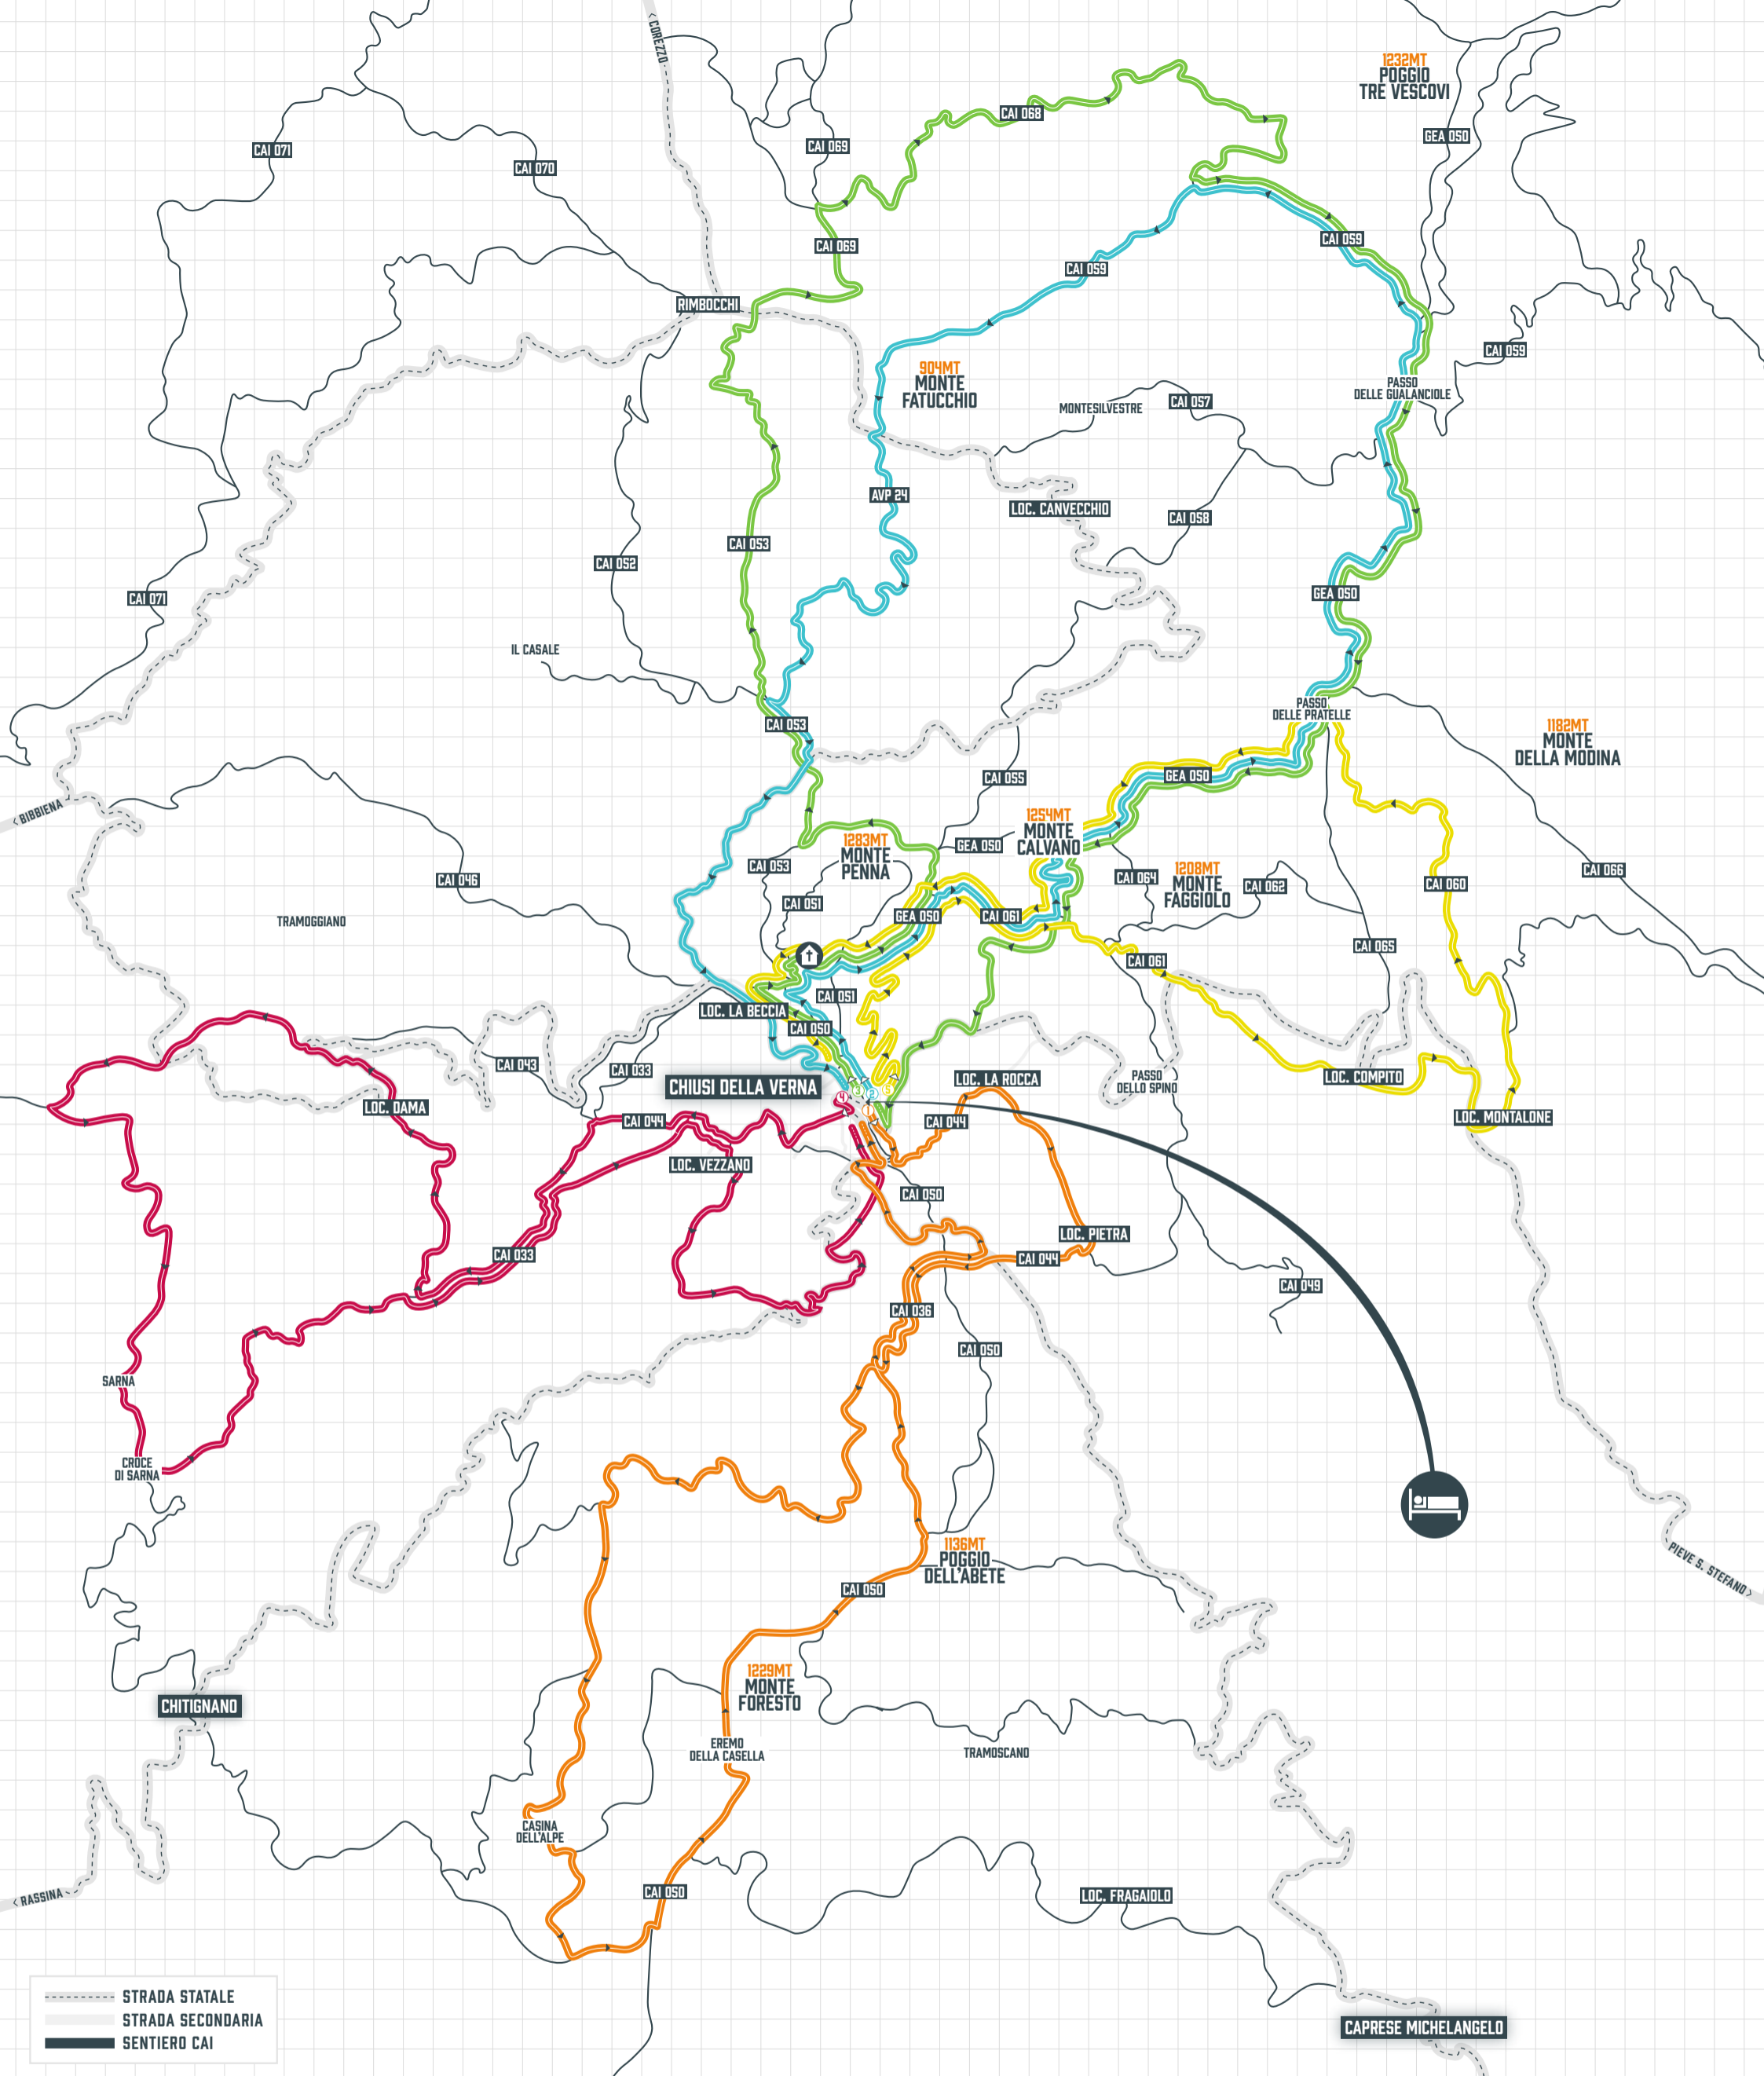 < COREZZO
1232MT
POGGIO
TRE VESCOVI
CAI 068
GEA 050
CAI 071
CAI 069
CAI 070
CAI 069
CAI 059
CAI 059
RIMBOCCHI
CAI 059
904MT
MONTE
FATUCCHIO
PASSO
DELLE GUALANCIOLE
MONTESILVESTRE
CAI 057
AVP 24
LOC. CANVECCHIO
CAI 058
CAI 053
CAI 052
GEA 050
CAI 071
IL CASALE
PASSO
DELLE PRATELLE
CAI 053
1182MT
MONTE
DELLA MODINA
GEA 050
CAI 055
< BIBBIENA
1254MT
MONTE
CALVANO
1283MT
MONTE
PENNA
GEA 050
CAI 053
CAI 064
1208MT
MONTE
FAGGIOLO
CAI 062
CAI 060
CAI 066
CAI 046
CAI 051
GEA 050
CAI 061
TRAMOGGIANO
CAI 065
CAI 061
CAI 051
LOC. LA BECCIA
CAI 050
CAI 043
CAI 033
CHIUSI DELLA VERNA
LOC. LA ROCCA
PASSO
DELLO SPINO
LOC. COMPITO
4
3
2
5
1
LOC. DAMA
CAI 044
CAI 044
LOC. MONTALONE
LOC. VEZZANO
CAI 050
LOC. PIETRA
CAI 033
CAI 044
CAI 049
CAI 036
CAI 050
SARNA
CROCE
DI SARNA
1136MT
POGGIO
DELL'ABETE
PIEVE S. STEFANO >
CAI 050
1229MT
MONTE
FORESTO
CHITIGNANO
EREMO
DELLA CASELLA
TRAMOSCANO
CASINA
DELL'ALPE
CAI 050
LOC. FRAGAIOLO
< RASSINA
STRADA STATALE
STRADA SECONDARIA
SENTIERO CAI
CAPRESE MICHELANGELO